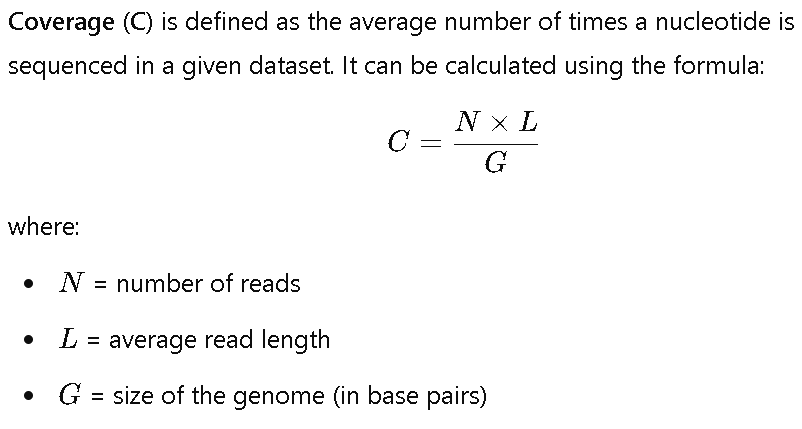 Coverage (C) is defined as the average number of times a nucleotide is
sequenced in a given dataset. It can be calculated using the formula:
C = \frac{N × L}{G}
where:
• N = number of reads
• L = average read length
• G = size of the genome (in base pairs)